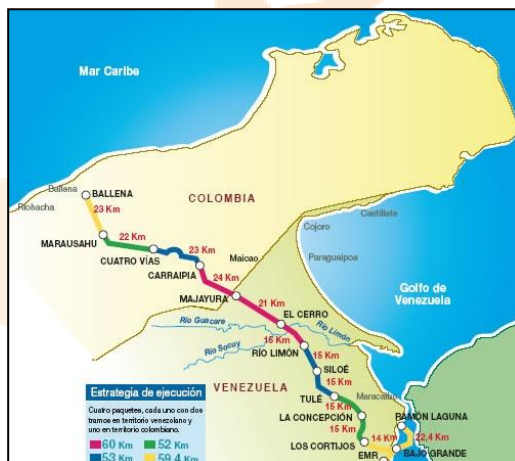 Mar Caribe
Ballena
BALLENA
Riohacha
COLOMBIA
23 Km
Castillete
Cojoro
MARAUSAHU
22 Km
CUATRO VÍAS
23 Km
Maicao
Paraguaipoa
CARRAIPIA
24 Km
Golfo de
Venezuela
MAJAYURA
21 Km
EL CERRO
Río Guacare
Río Limón
15 Km
RÍO LIMÓN
Río Socuy
15 Km
SILOÉ
VENEZUELA
15 Km
TULÉ
Maracaibo
15 Km
RAMÓN LAGUNA
LA CONCEPCIÓN
15 Km
22,4 Km
LOS CORTIJOS
14 Km
BAJO GRANDE
EMR
Estrategia de ejecución
Cuatro paquetes, cada uno con dos
tramos en territorio venezolano y
uno en territorio colombiano.
60 Km 52 Km
53 Km 59,4 Km